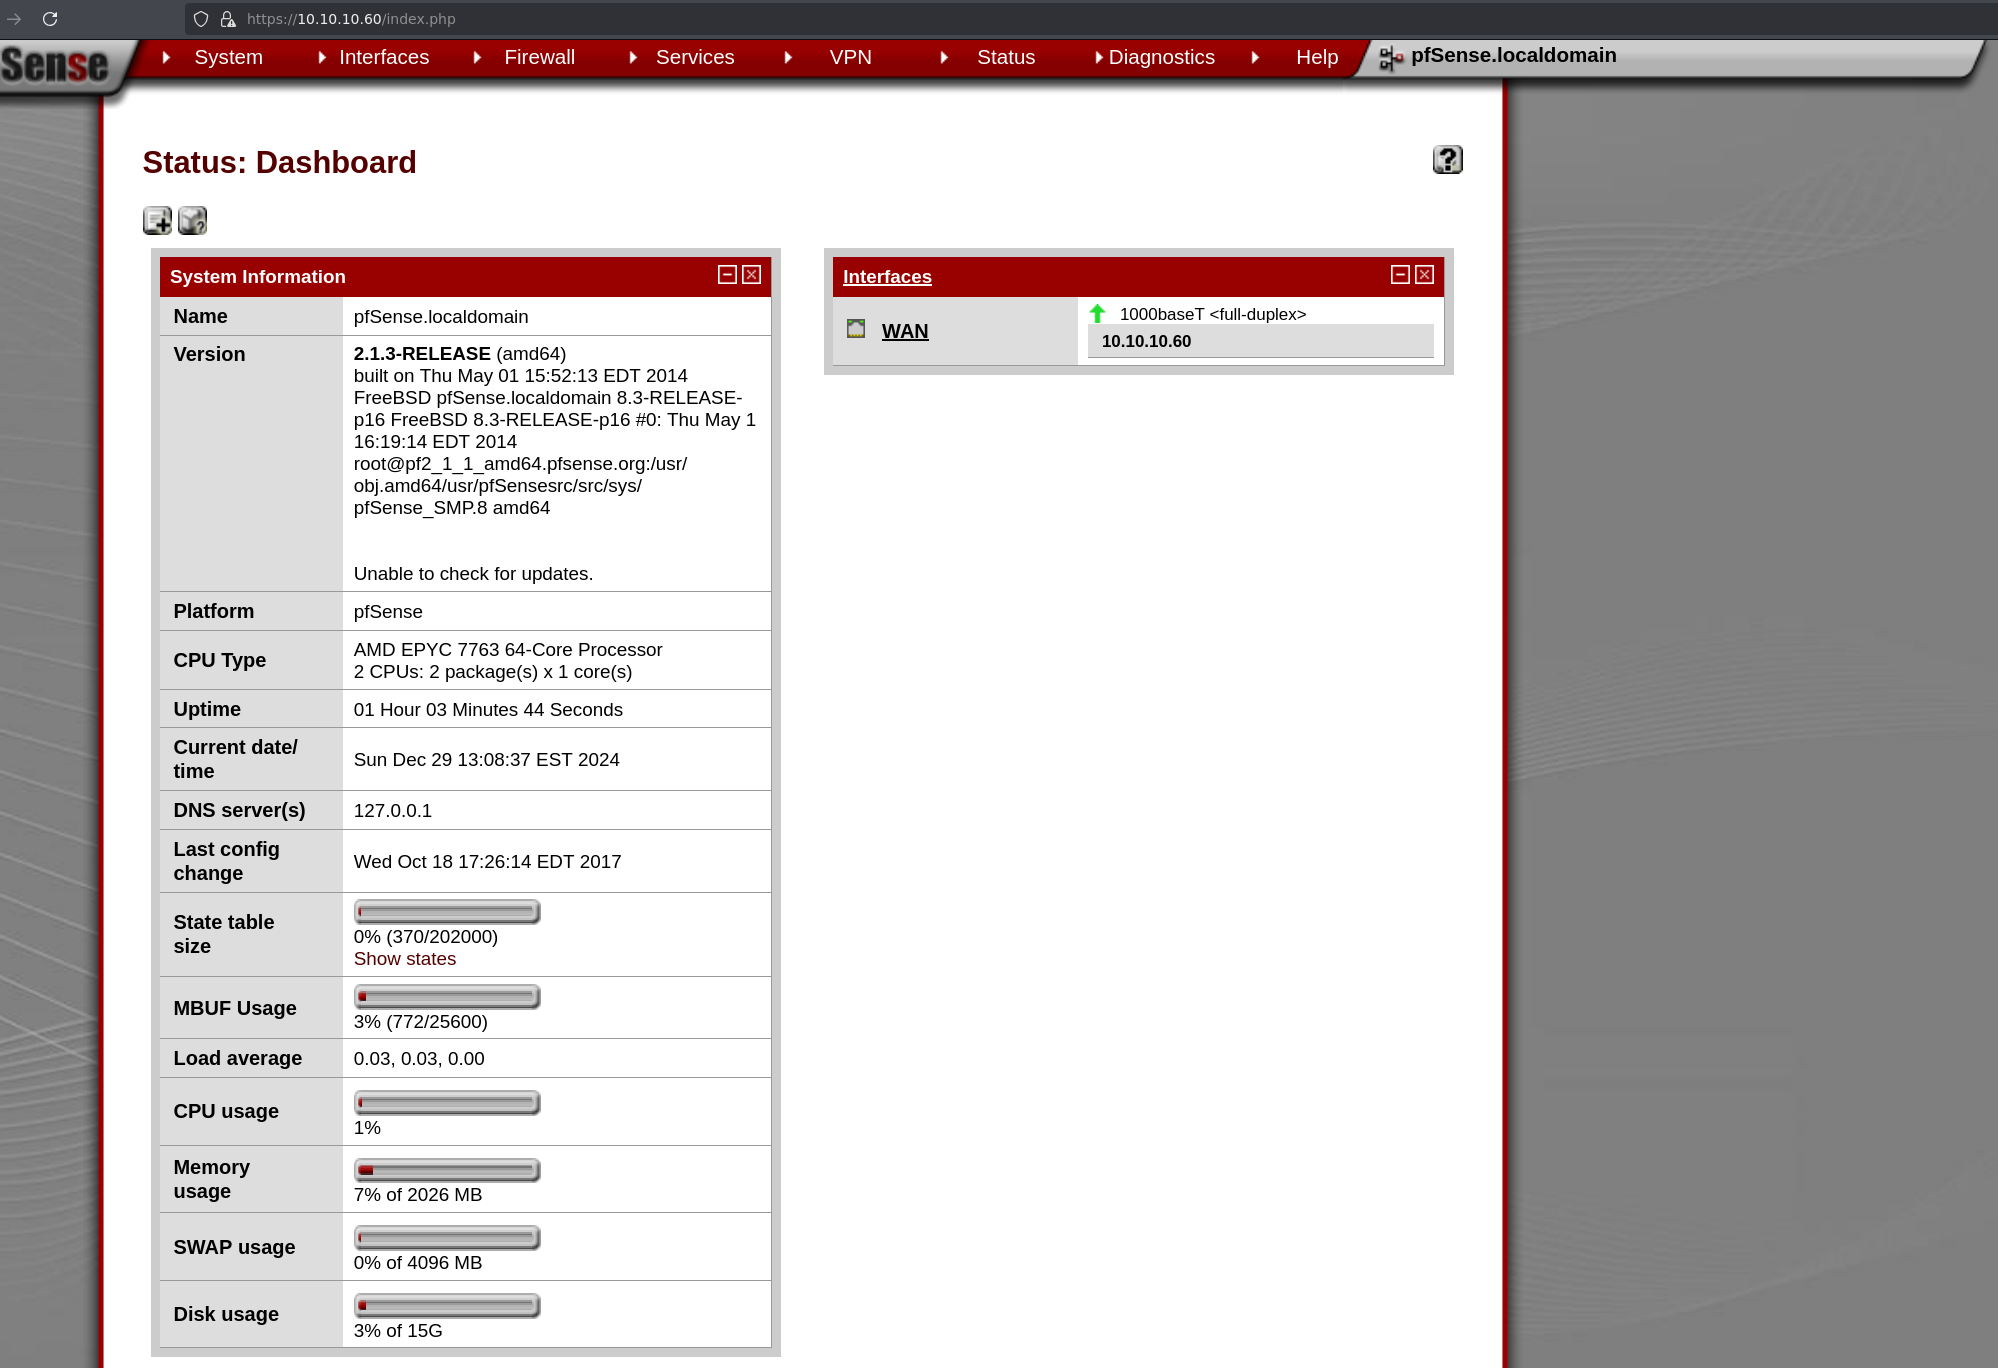 https://10.10.10.60/index.php
Sense
System
Interfaces
Firewall
Services
VPN
Status
Diagnostics
Help
pfSense.localdomain
Status: Dashboard
System Information
Name
pfSense.localdomain
Version
2.1.3-RELEASE (amd64)
built on Thu May 01 15:52:13 EDT 2014
FreeBSD pfSense.localdomain 8.3-RELEASE-
p16 FreeBSD 8.3-RELEASE-p16 #0: Thu May 1
16:19:14 EDT 2014
root@pf2_1_1_amd64.pfsense.org:/usr/
obj.amd64/usr/pfSensesrc/src/sys/
pfSense_SMP.8 amd64
Unable to check for updates.
Platform
pfSense
CPU Type
AMD EPYC 7763 64-Core Processor
2 CPUs: 2 package(s) x 1 core(s)
Uptime
01 Hour 03 Minutes 44 Seconds
Current date/
time
Sun Dec 29 13:08:37 EST 2024
DNS server(s)
127.0.0.1
Last config
change
Wed Oct 18 17:26:14 EDT 2017
State table
size
0% (370/202000)
Show states
MBUF Usage
3% (772/25600)
Load average
0.03, 0.03, 0.00
CPU usage
1%
Memory
usage
7% of 2026 MB
SWAP usage
0% of 4096 MB
Disk usage
3% of 15G
Interfaces
WAN
1000baseT <full-duplex>
10.10.10.60